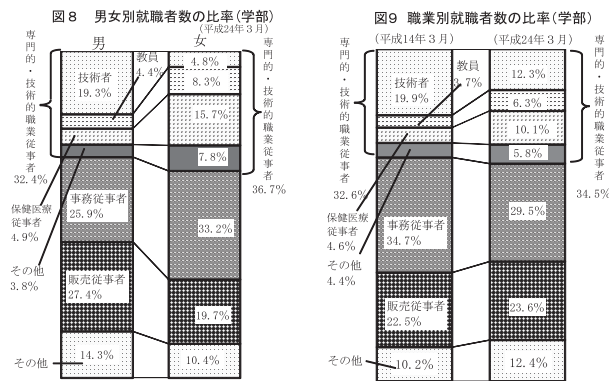 図8　男女別就職者数の比率(学部)
(平成24年3月)
男
女
専門的・技術的職業従事者
32.4%
技術者
19.3%
教員
4.4%
保健医療
従事者
4.9%
その他
3.8%
事務従事者
25.9%
販売従事者
27.4%
その他
14.3%
4.8%
8.3%
15.7%
7.8%
33.2%
19.7%
10.4%
専門的・技術的職業従事者
36.7%
図9　職業別就職者数の比率(学部)
(平成14年3月)
(平成24年3月)
専門的・技術的職業従事者
32.6%
技術者
19.9%
教員
3.7%
保健医療
従事者
4.6%
その他
4.4%
事務従事者
34.7%
販売従事者
22.5%
その他
10.2%
12.3%
6.3%
10.1%
5.8%
29.5%
23.6%
12.4%
専門的・技術的職業従事者
34.5%